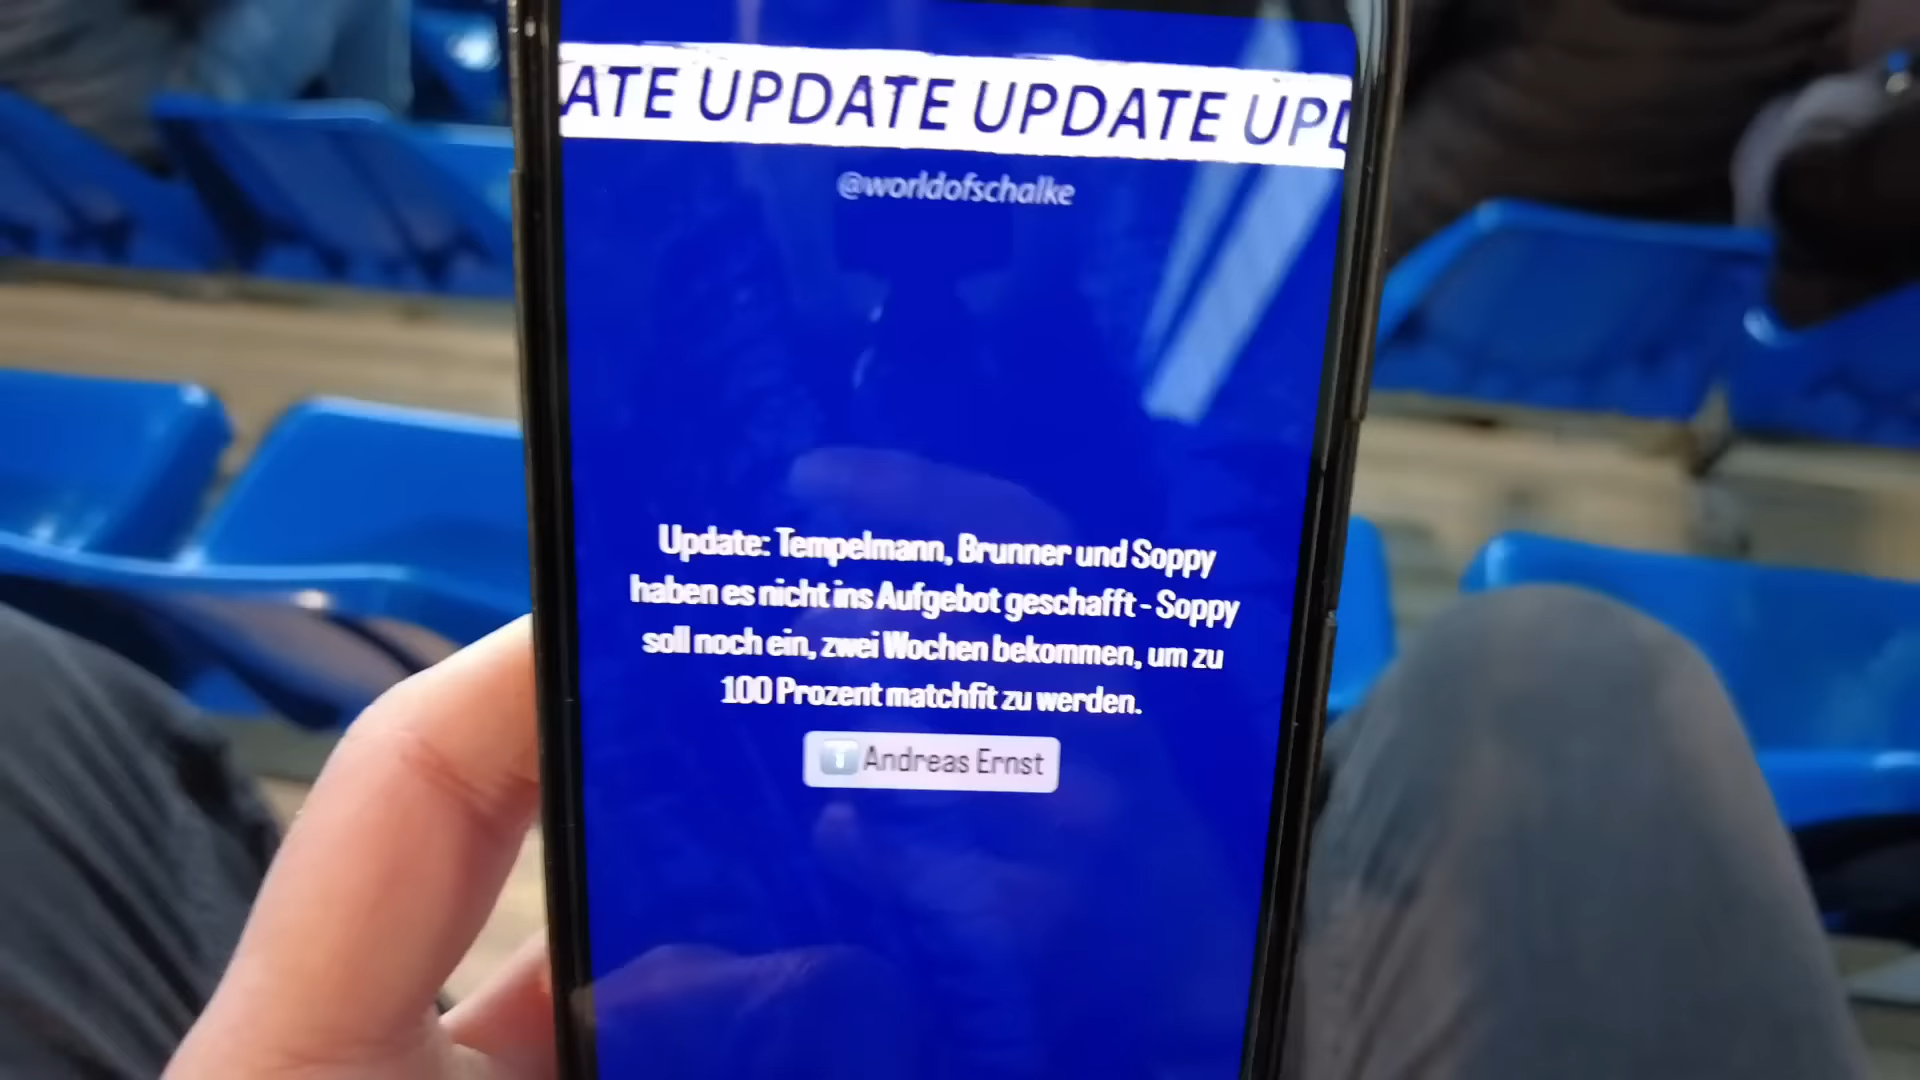 ATE UPDATE UPDATE UPD
@worldofschalke
Update: Tempelmann, Brunner und Soppy
haben es nicht ins Aufgebot geschafft - Soppy
soll noch ein, zwei Wochen bekommen, um zu
100 Prozent matchfit zu werden.
ℹ️ Andreas Ernst